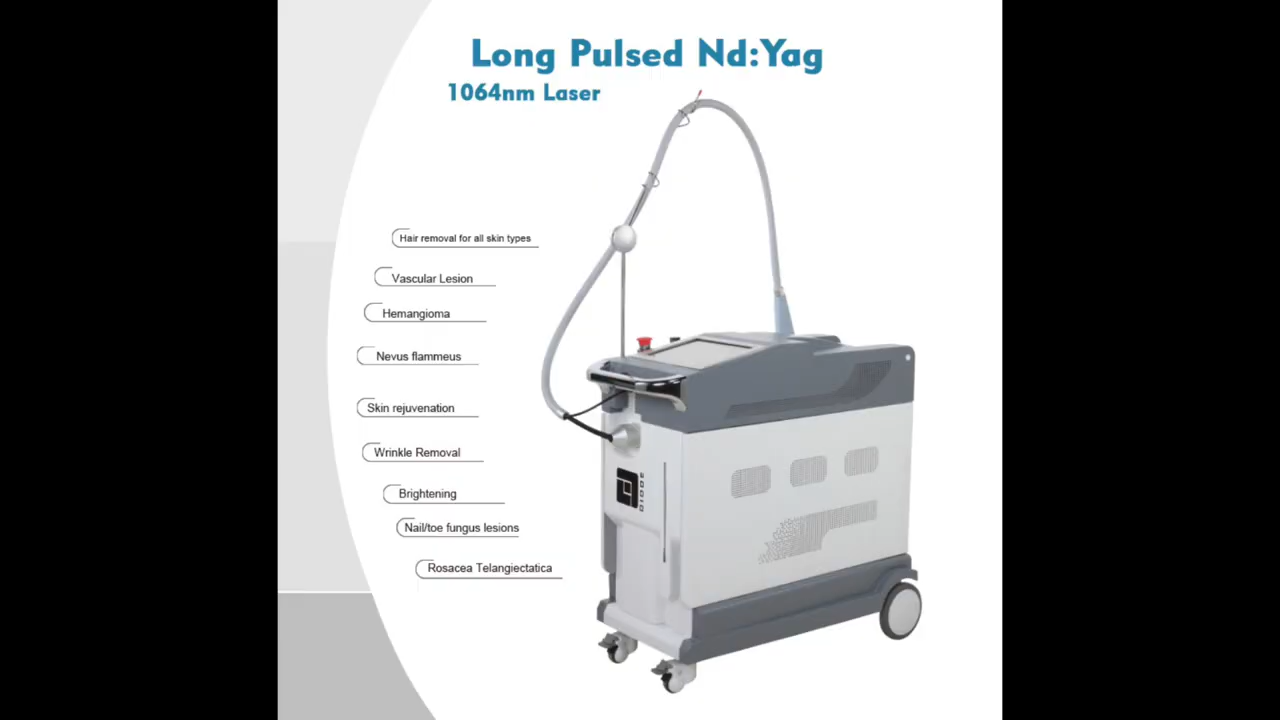 Long Pulsed Nd:Yag
1064nm Laser
Hair removal for all skin types
Vascular Lesion
Hemangioma
Nevus flammeus
Skin rejuvenation
Wrinkle Removal
Brightening
Nail/toe fungus lesions
Rosacea Telangiectatica
DIODE